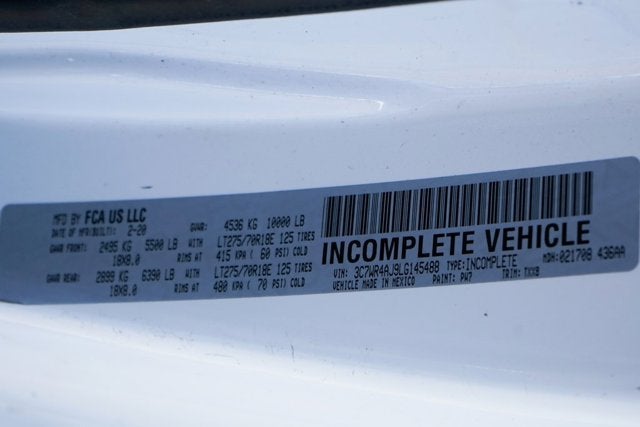 MFD BY FCA US LLC
DATE OF MFR(BUILT): 2-20 GVWR: 4536 KG 10000 LB
GAWR FRONT: 2495 KG 5500 LB WITH LT275/70R18E 125 TIRES
18X8.0 RIMS AT 415 KPA ( 60 PSI) COLD
GAWR REAR: 2899 KG 6390 LB WITH LT275/70R18E 125 TIRES
18X8.0 RIMS AT 480 KPA ( 70 PSI) COLD
INCOMPLETE VEHICLE
VIN: 3C7WR4AJ9LG145488 TYPE: INCOMPLETE MDH: 021708 436AA
VEHICLE MADE IN MEXICO PAINT: PW7 TRIM: TXX8